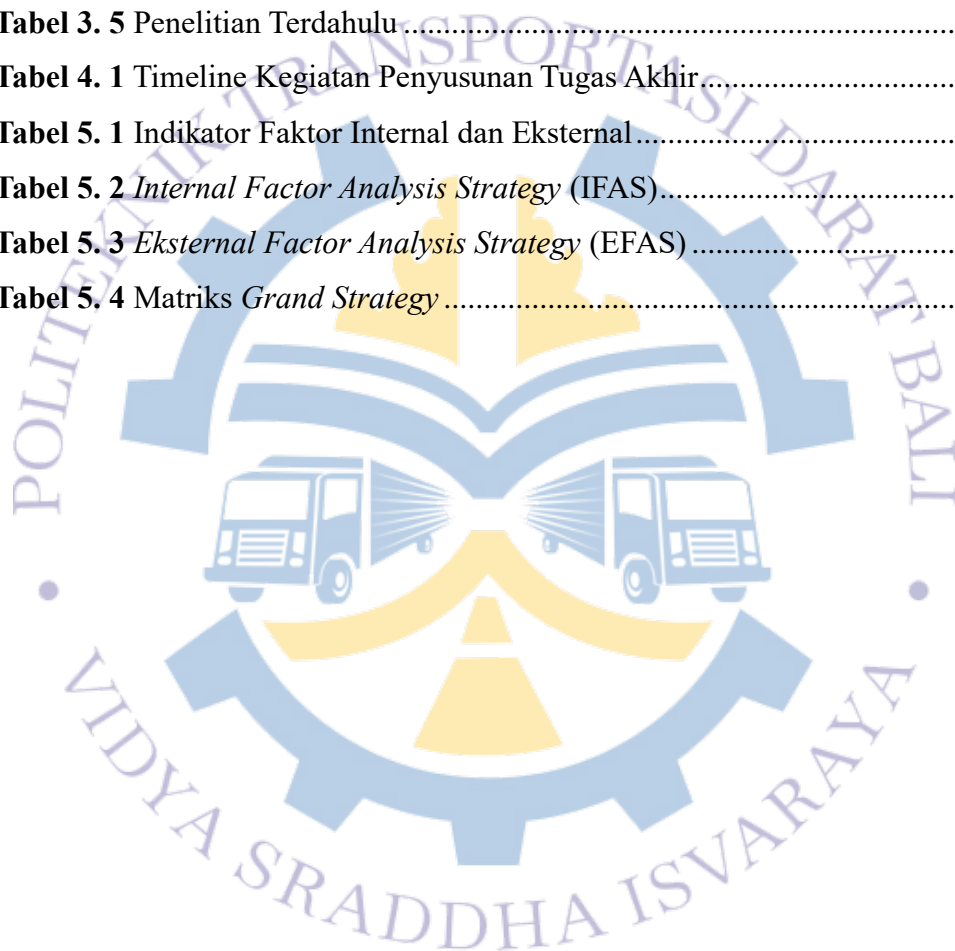 Tabel 3. 5 Penelitian Terdahulu........................................................................
Tabel 4. 1 Timeline Kegiatan Penyusunan Tugas Akhir.................................
Tabel 5. 1 Indikator Faktor Internal dan Eksternal..........................................
Tabel 5. 2 Internal Factor Analysis Strategy (IFAS).......................................
Tabel 5. 3 Eksternal Factor Analysis Strategy (EFAS)...................................
Tabel 5. 4 Matriks Grand Strategy..................................................................
POLITEKNIK TRANSPORTASI DARAT BALI
VIDYA SRADDHA ISVARAYA